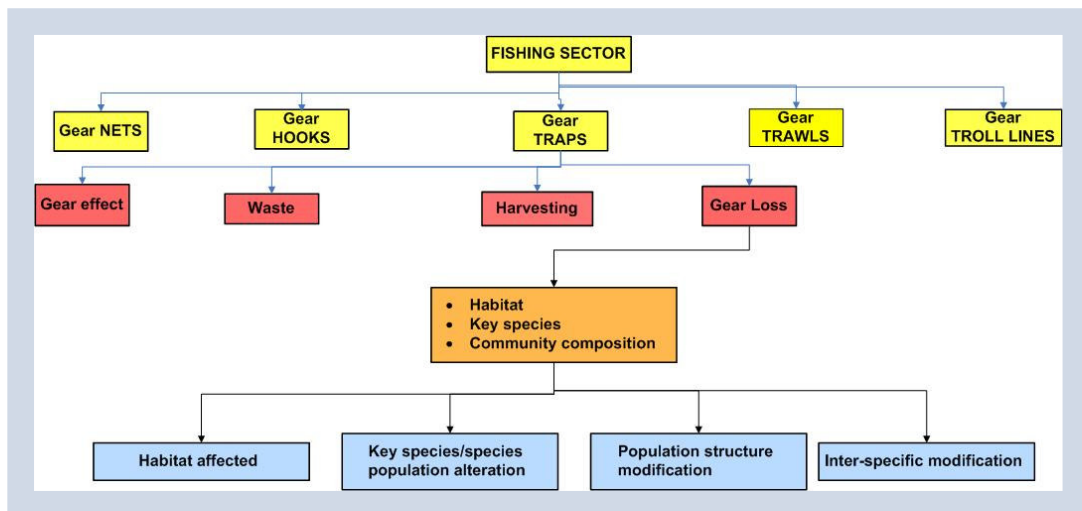 FISHING SECTOR
Gear NETS
Gear
HOOKS
Gear
TRAPS
Gear
TRAWLS
Gear
TROLL LINES
Gear effect
Waste
Harvesting
Gear Loss
• Habitat
• Key species
• Community composition
Habitat affected
Key species/species
population alteration
Population structure
modification
Inter-specific modification